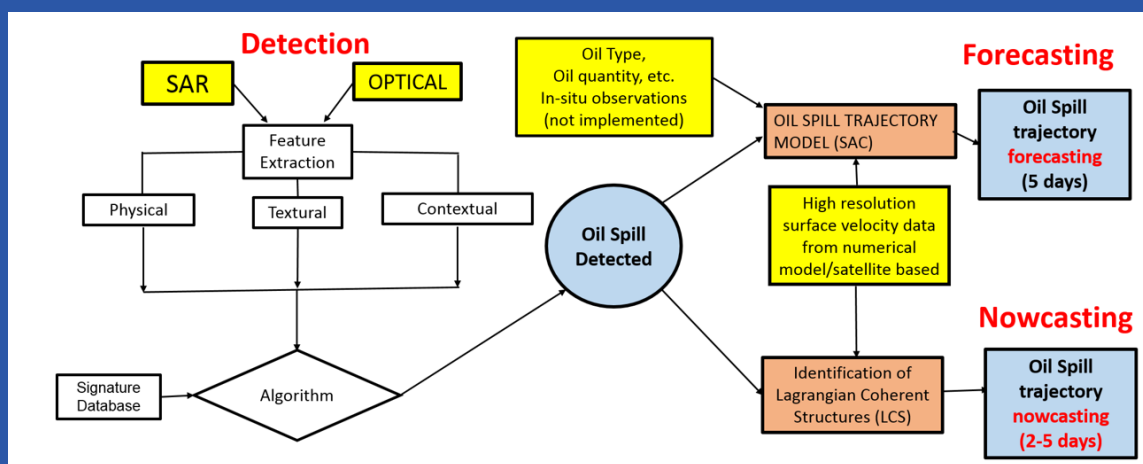 Detection
SAR
OPTICAL
Feature
Extraction
Physical
Textural
Contextual
Signature
Database
Algorithm
Oil Spill
Detected
Oil Type,
Oil quantity, etc.
In-situ observations
(not implemented)
OIL SPILL TRAJECTORY
MODEL (SAC)
High resolution
surface velocity data
from numerical
model/satellite based
Identification of
Lagrangian Coherent
Structures (LCS)
Forecasting
Oil Spill
trajectory
forecasting
(5 days)
Nowcasting
Oil Spill
trajectory
nowcasting
(2-5 days)